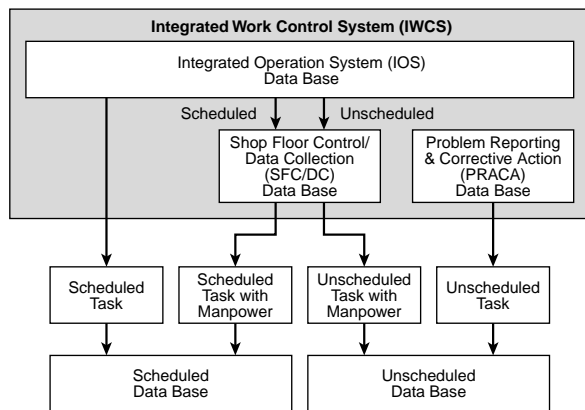 Integrated Work Control System (IWCS)
Integrated Operation System (IOS)
Data Base
Scheduled
Unscheduled
Shop Floor Control/
Data Collection
(SFC/DC)
Data Base
Problem Reporting
& Corrective Action
(PRACA)
Data Base
Scheduled
Task
Scheduled
Task with
Manpower
Unscheduled
Task with
Manpower
Unscheduled
Task
Scheduled
Data Base
Unscheduled
Data Base